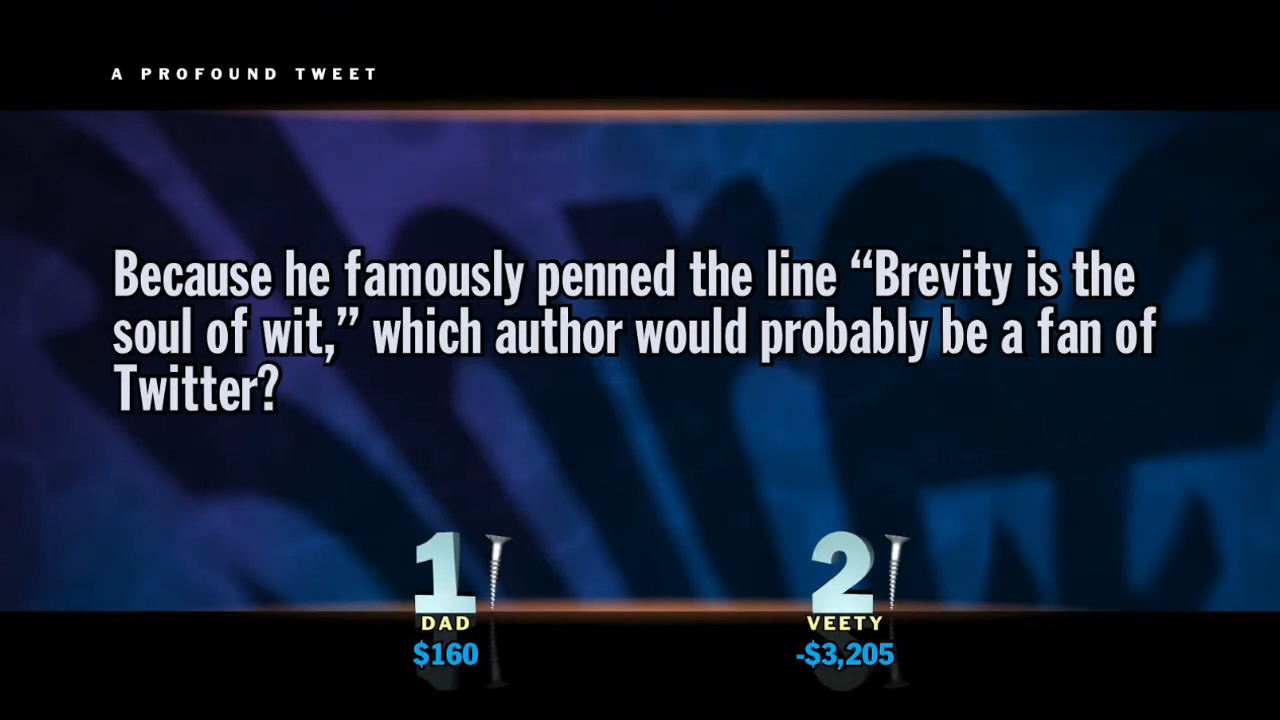 A PROFOUND TWEET
Because he famously penned the line “Brevity is the
soul of wit,” which author would probably be a fan of
Twitter?
1
2
DAD
VEETY
$160
-$3,205